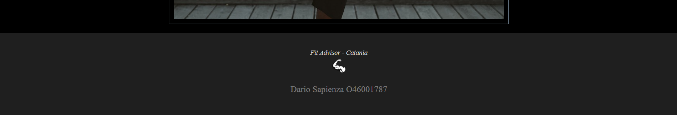 Fit Advisor - Catania
Dario Sapienza O46001787